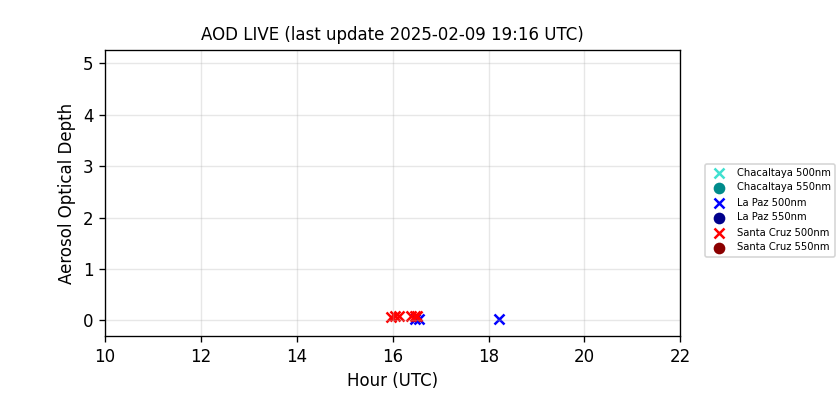 AOD LIVE (last update 2025-02-09 19:16 UTC)
Aerosol Optical Depth
5
4
3
2
1
0
10 12 14 16 18 20 22
Hour (UTC)
Chacaltaya 500nm
Chacaltaya 550nm
La Paz 500nm
La Paz 550nm
Santa Cruz 500nm
Santa Cruz 550nm